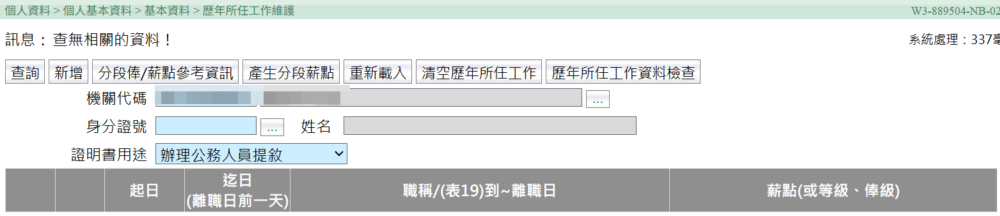 個人資料 > 個人基本資料 > 基本資料 > 歷年所任工作維護 W3-889504-NB-02
訊息： 查無相關的資料！ 系統處理：337毫
查詢 新增 分段俸/薪點參考資訊 產生分段薪點 重新載入 清空歷年所任工作 歷年所任工作資料檢查
機關代碼 ...
身分證號 ... 姓名
證明書用途 辦理公務人員提敘
起日 迄日 職稱/(表19)到~離職日 薪點(或等級、俸級)
(離職日前一天)